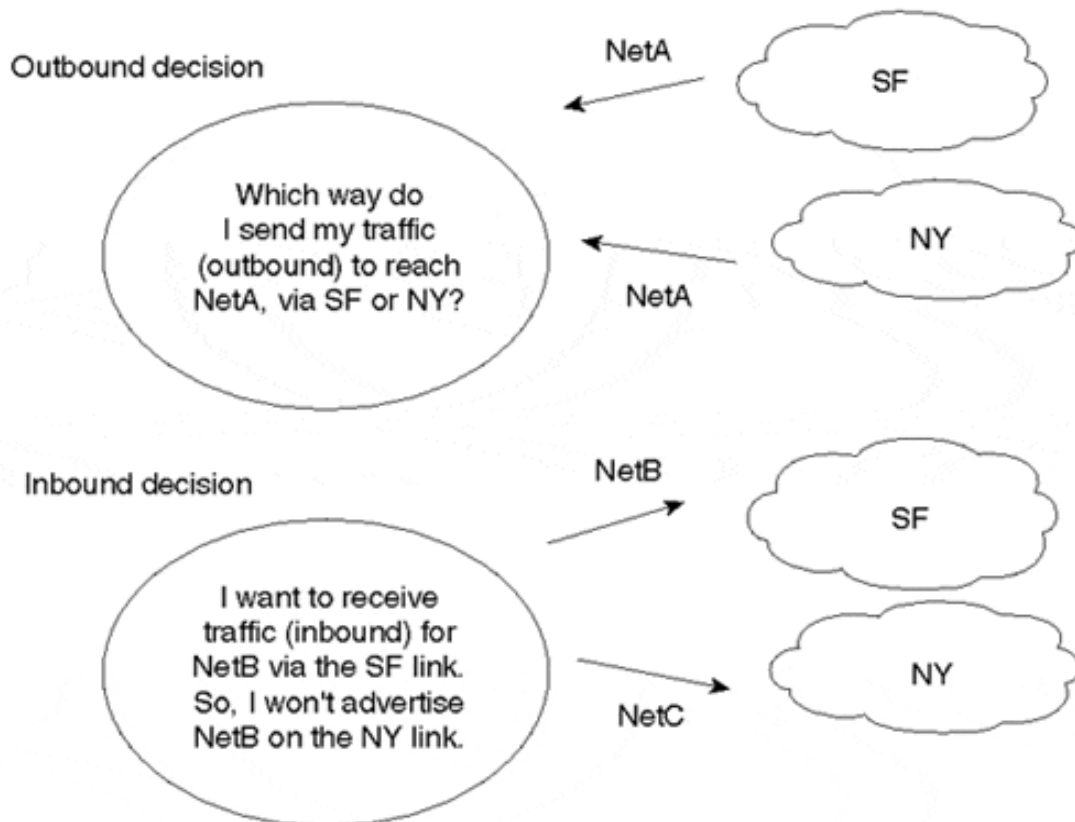 Outbound decision
NetA
SF
Which way do
I send my traffic
(outbound) to reach
NetA, via SF or NY?
NY
NetA
Inbound decision
NetB
SF
I want to receive
traffic (inbound) for
NetB via the SF link.
So, I won't advertise
NetB on the NY link.
NY
NetC